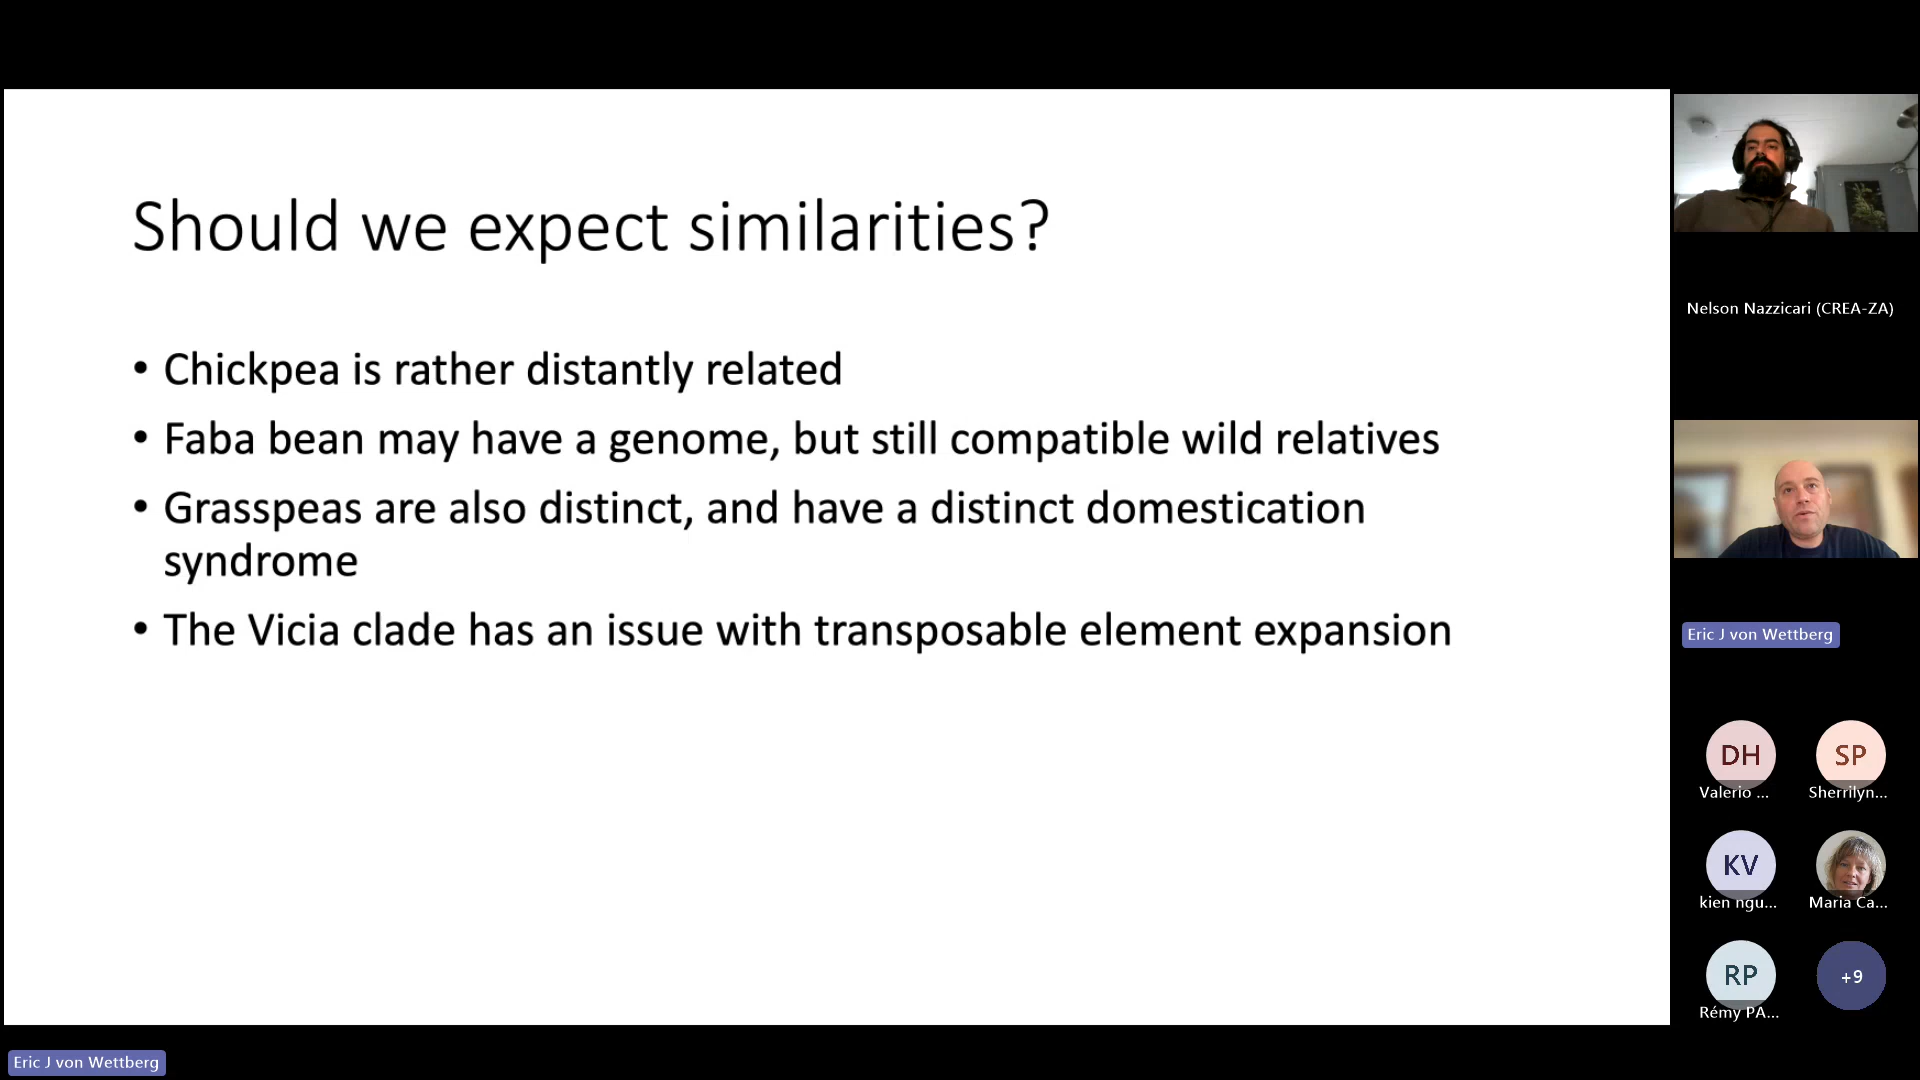 Should we expect similarities?
• Chickpea is rather distantly related
• Faba bean may have a genome, but still compatible wild relatives
• Grasspeas are also distinct, and have a distinct domestication
syndrome
• The Vicia clade has an issue with transposable element expansion
Nelson Nazzicari (CREA-ZA)
Eric J von Wettberg
DH
Valerio ...
SP
Sherrilyn...
KV
kien ngu...
Maria Ca...
RP
Rémy PA...
+9
Eric J von Wettberg